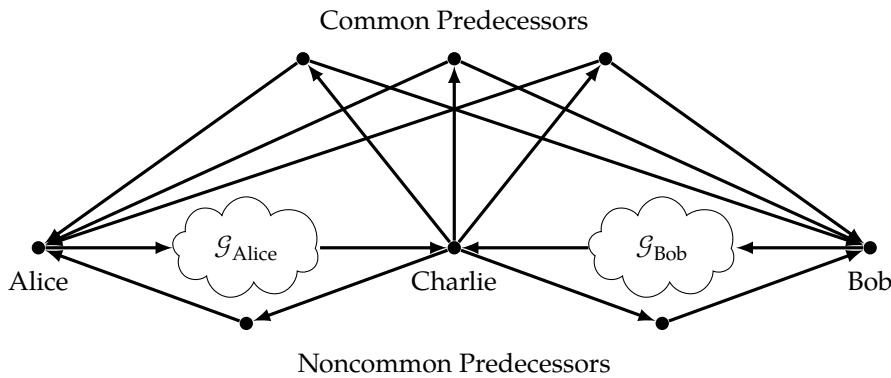 Common Predecessors
𝒢Alice
𝒢Bob
Alice
Charlie
Bob
Noncommon Predecessors